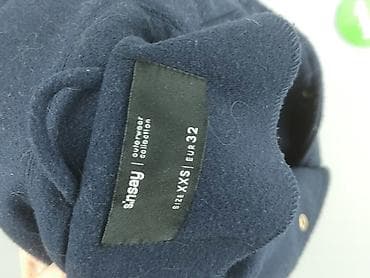 sinsay | outerwear
collection
SIZE XXS | EUR 32